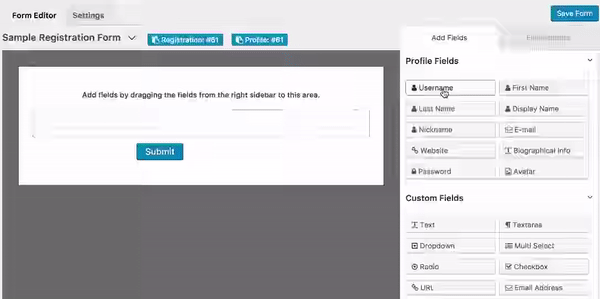 Form Editor
Settings
Save Form
Sample Registration Form
Registration: #61
Profile: #61
Add Fields
Profile Fields
Add fields by dragging the fields from the right sidebar to this area.
Username
First Name
Last Name
Display Name
Nickname
E-mail
Submit
Website
Biographical Info
Password
Avatar
Custom Fields
Text
Textarea
Dropdown
Multi Select
Radio
Checkbox
URL
Email Address